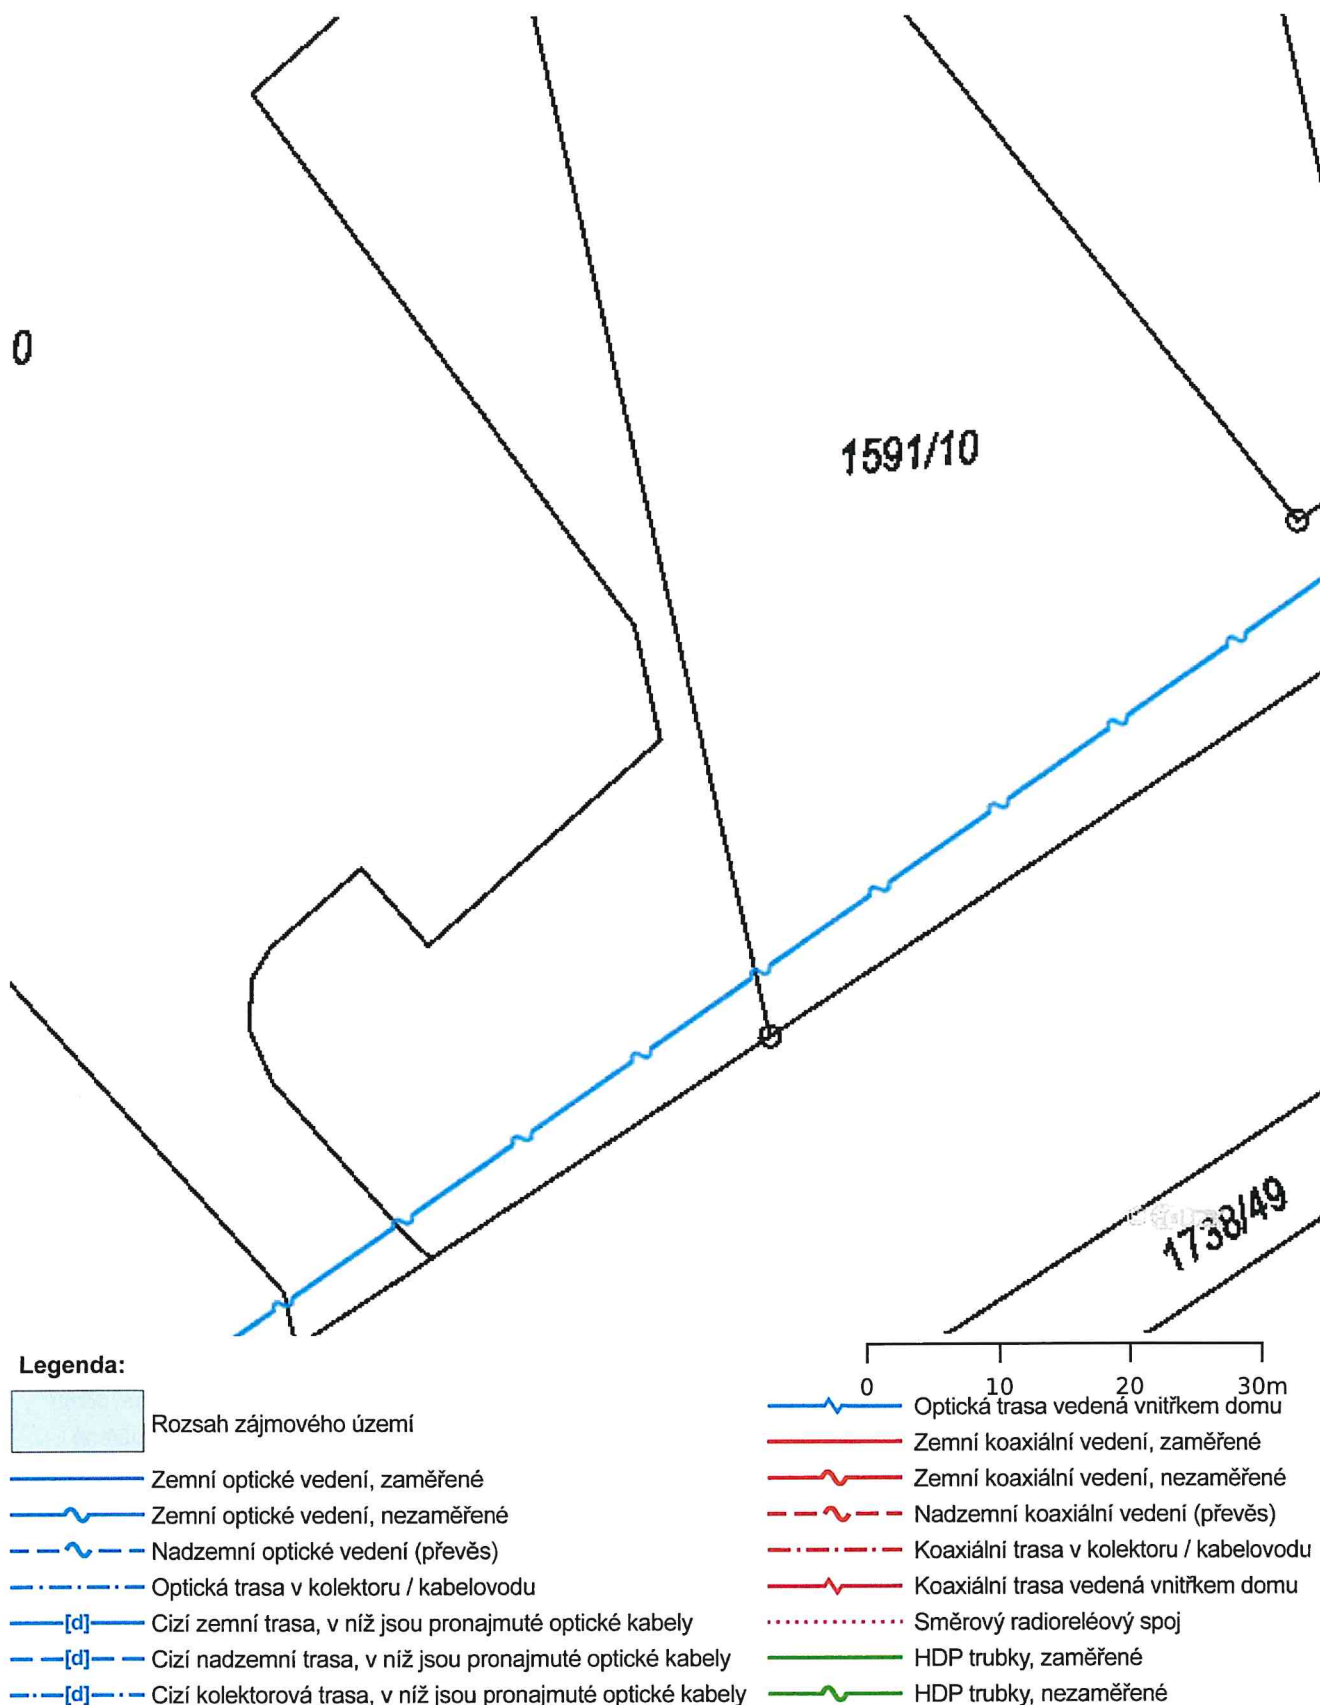 0
1591/10
1738/49
Legenda:
Rozsah zájmového území
Zemní optické vedení, zaměřené
Zemní optické vedení, nezaměřené
Nadzemní optické vedení (převěs)
Optická trasa v kolektoru / kabelovodu
[d] Cizí zemní trasa, v níž jsou pronajmuté optické kabely
[d] Cizí nadzemní trasa, v níž jsou pronajmuté optické kabely
[d] Cizí kolektorová trasa, v níž jsou pronajmuté optické kabely
0 10 20 30m
Optická trasa vedená vnitřkem domu
Zemní koaxiální vedení, zaměřené
Zemní koaxiální vedení, nezaměřené
Nadzemní koaxiální vedení (převěs)
Koaxiální trasa v kolektoru / kabelovodu
Koaxiální trasa vedená vnitřkem domu
Směrový radioreléový spoj
HDP trubky, zaměřené
HDP trubky, nezaměřené